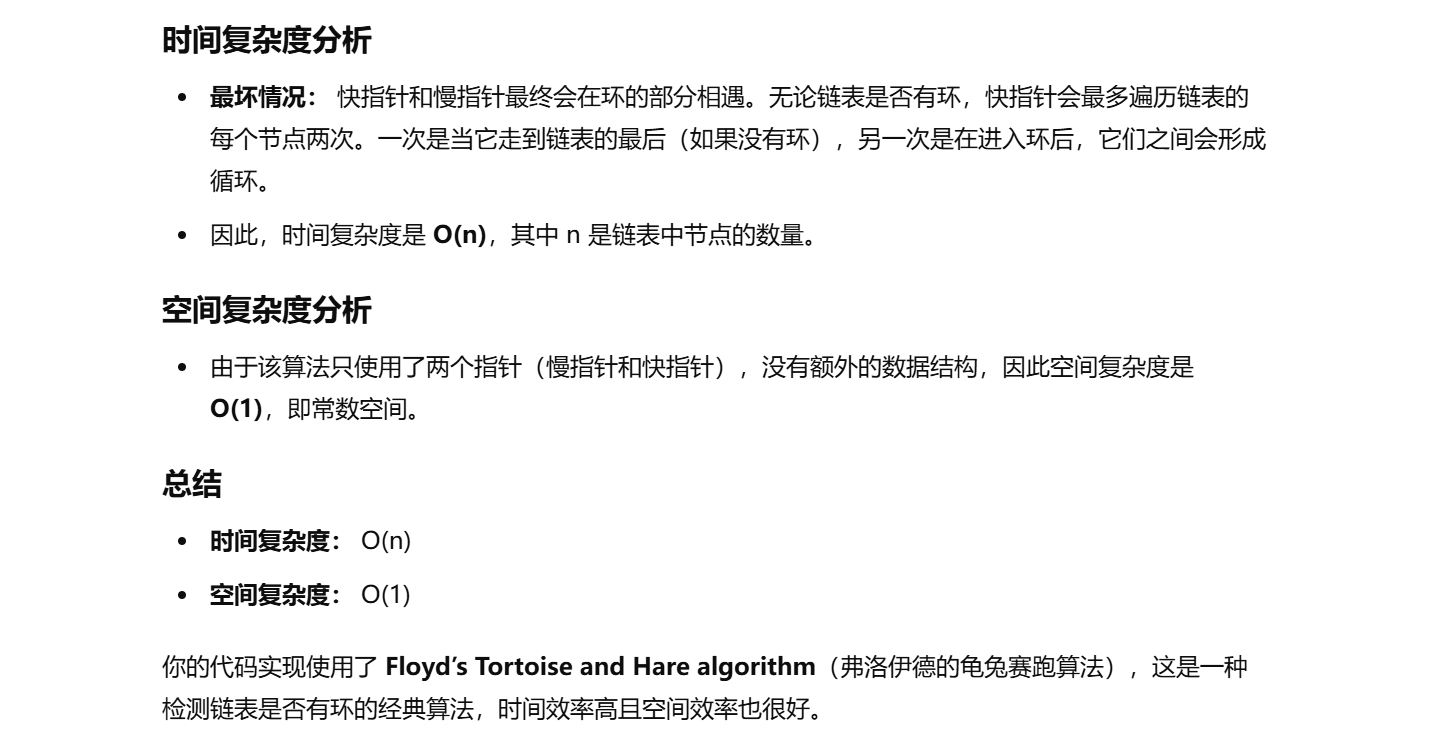 时间复杂度分析
• 最坏情况： 快指针和慢指针最终会在环的部分相遇。无论链表是否有环，快指针会最多遍历链表的
每个节点两次。一次是当它走到链表的最后（如果没有环），另一次是在进入环后，它们之间会形成
循环。
• 因此，时间复杂度是 O(n)，其中 n 是链表中节点的数量。
空间复杂度分析
• 由于该算法只使用了两个指针（慢指针和快指针），没有额外的数据结构，因此空间复杂度是
O(1)，即常数空间。
总结
• 时间复杂度： O(n)
• 空间复杂度： O(1)
你的代码实现使用了 Floyd’s Tortoise and Hare algorithm（弗洛伊德的龟兔赛跑算法），这是一种
检测链表是否有环的经典算法，时间效率高且空间效率也很好。